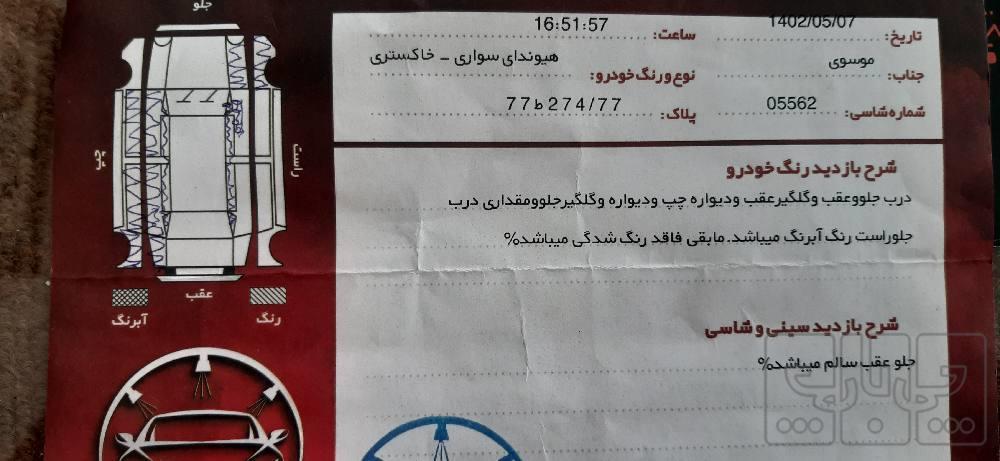 جلو
چپ
راست
عقب
رنگ
آبرنگ
تاریخ: 1402/05/07
ساعت: 16:51:57
جناب: موسوی
نوع و رنگ خودرو: هیوندای سواری - خاکستری
شماره شاسی: 05562
پلاک: 77ط274/77
شرح بازدید رنگ خودرو
درب جلووعقب وگلگیرعقب ودیواره چپ ودیواره وگلگیرجلوومقداری درب
جلوراست رنگ آبرنگ میباشد. مابقی فاقد رنگ شدگی میباشد%
شرح بازدید سینی و شاسی
جلو عقب سالم میباشد%